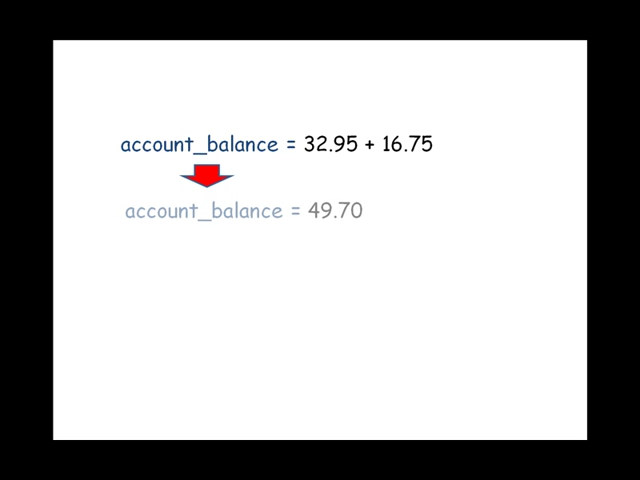 account_balance = 32.95 + 16.75
account_balance = 49.70